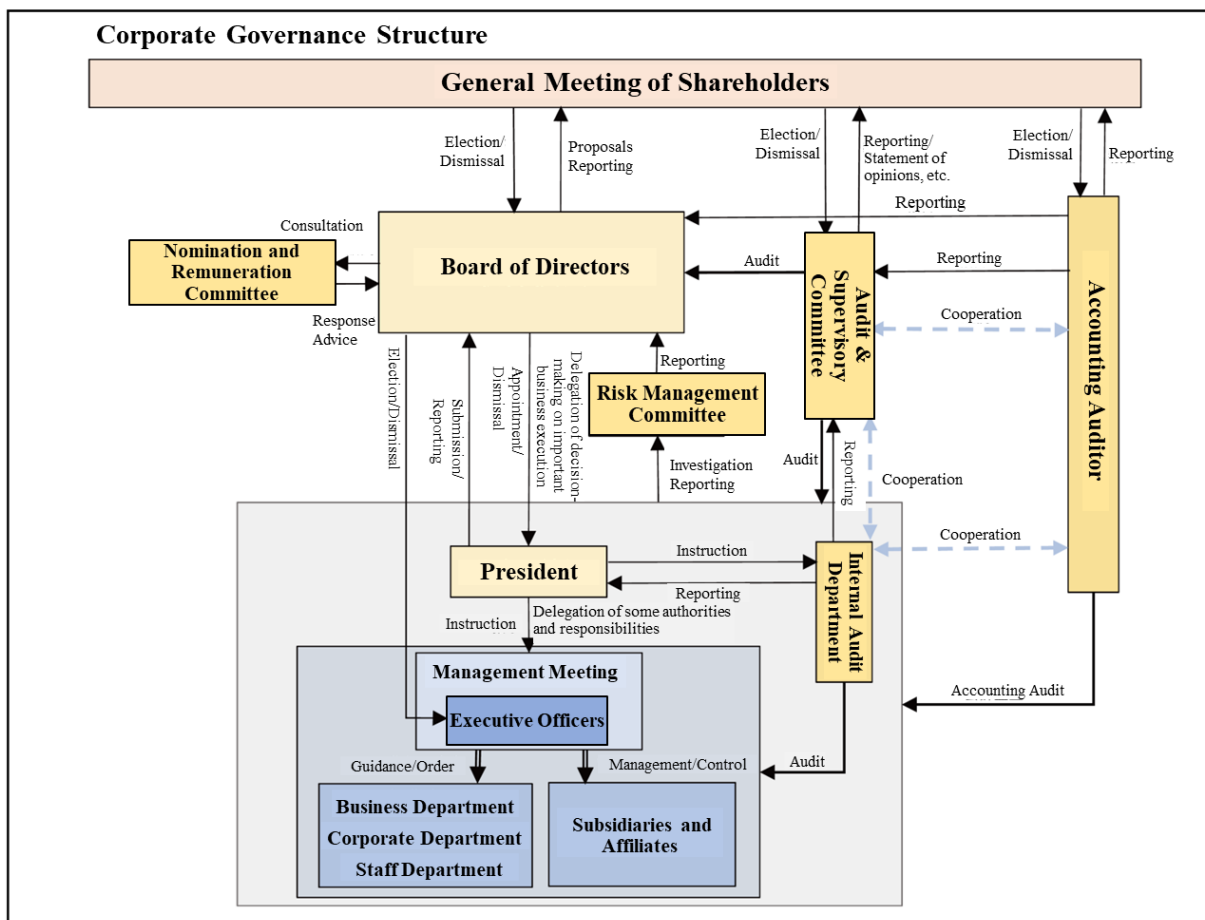 Corporate Governance Structure
General Meeting of Shareholders
Election/
Dismissal
Proposals
Reporting
Election/
Dismissal
Reporting/
Statement of
opinions, etc.
Election/
Dismissal
Reporting
Reporting
Consultation
Nomination and
Remuneration
Committee
Board of Directors
Audit
Audit &
Supervisory
Committee
Reporting
Accounting Auditor
Cooperation
Response
Advice
Election/Dismissal
Submission/
Reporting
Appointment/
Dismissal
Delegation of decision-
making on important
business execution
Reporting
Risk Management
Committee
Investigation
Reporting
Audit
Reporting
Cooperation
Cooperation
President
Instruction
Reporting
Internal Audit
Department
Instruction
Delegation of some authorities
and responsibilities
Management Meeting
Executive Officers
Accounting Audit
Guidance/Order
Management/Control
Audit
Business Department
Corporate Department
Staff Department
Subsidiaries and
Affiliates